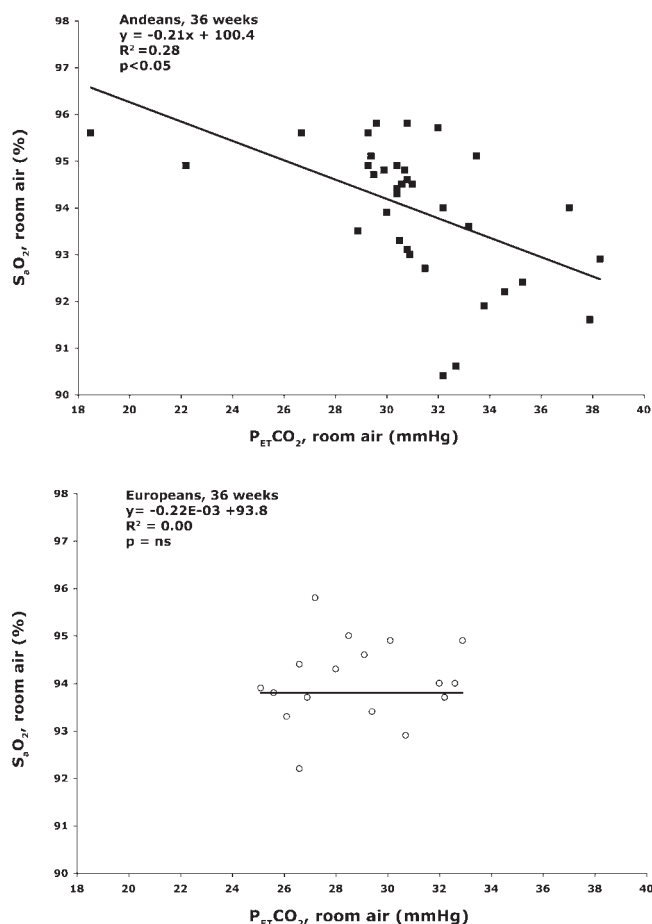 Andeans, 36 weeks
y = -0.21x + 100.4
R² =0.28
p<0.05
98
97
96
95
94
93
92
91
90
SaO₂, room air (%)
18 20 22 24 26 28 30 32 34 36 38 40
PETCO₂, room air (mmHg)
Europeans, 36 weeks
y= -0.22E-03 +93.8
R² = 0.00
p = ns
98
97
96
95
94
93
92
91
90
SaO₂, room air (%)
18 20 22 24 26 28 30 32 34 36 38 40
PETCO₂, room air (mmHg)